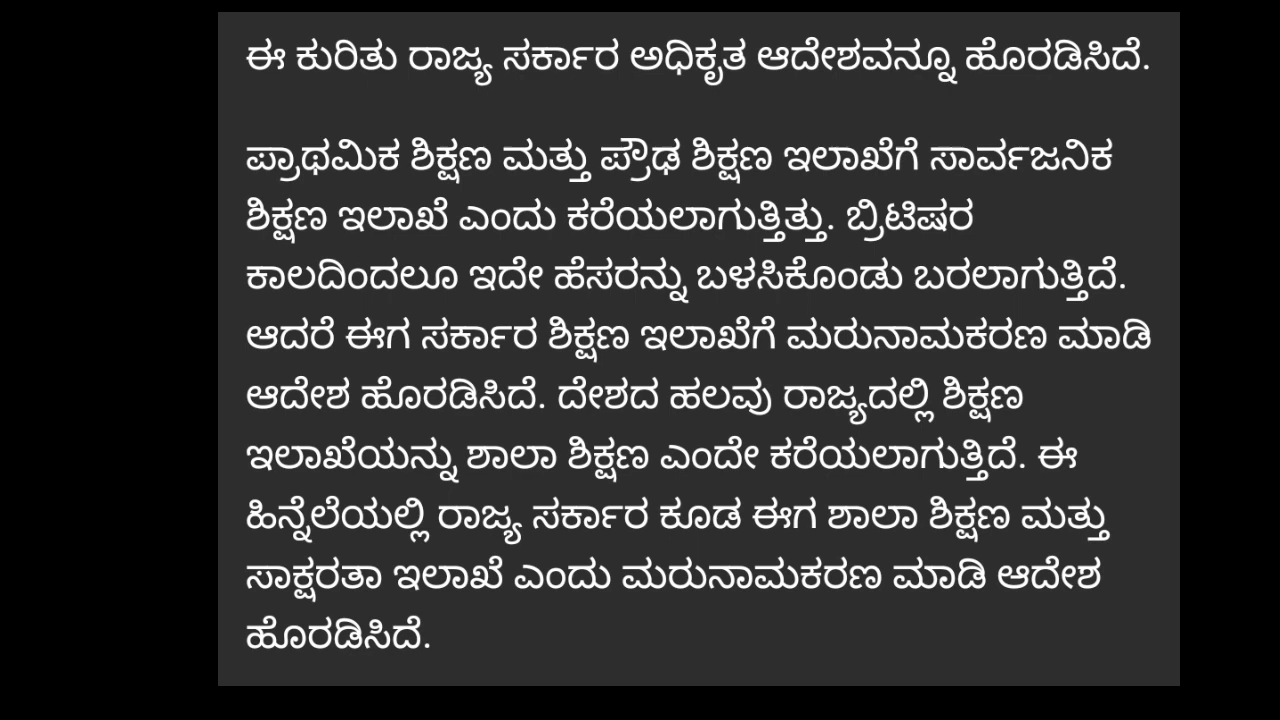 ಈ ಕುರಿತು ರಾಜ್ಯ ಸರ್ಕಾರ ಅಧಿಕೃತ ಆದೇಶವನ್ನೂ ಹೊರಡಿಸಿದೆ.
ಪ್ರಾಥಮಿಕ ಶಿಕ್ಷಣ ಮತ್ತು ಪ್ರೌಢ ಶಿಕ್ಷಣ ಇಲಾಖೆಗೆ ಸಾರ್ವಜನಿಕ
ಶಿಕ್ಷಣ ಇಲಾಖೆ ಎಂದು ಕರೆಯಲಾಗುತ್ತಿತ್ತು. ಬ್ರಿಟಿಷರ
ಕಾಲದಿಂದಲೂ ಇದೇ ಹೆಸರನ್ನು ಬಳಸಿಕೊಂಡು ಬರಲಾಗುತ್ತಿದೆ.
ಆದರೆ ಈಗ ಸರ್ಕಾರ ಶಿಕ್ಷಣ ಇಲಾಖೆಗೆ ಮರುನಾಮಕರಣ ಮಾಡಿ
ಆದೇಶ ಹೊರಡಿಸಿದೆ. ದೇಶದ ಹಲವು ರಾಜ್ಯದಲ್ಲಿ ಶಿಕ್ಷಣ
ಇಲಾಖೆಯನ್ನು ಶಾಲಾ ಶಿಕ್ಷಣ ಎಂದೇ ಕರೆಯಲಾಗುತ್ತಿದೆ. ಈ
ಹಿನ್ನೆಲೆಯಲ್ಲಿ ರಾಜ್ಯ ಸರ್ಕಾರ ಕೂಡ ಈಗ ಶಾಲಾ ಶಿಕ್ಷಣ ಮತ್ತು
ಸಾಕ್ಷರತಾ ಇಲಾಖೆ ಎಂದು ಮರುನಾಮಕರಣ ಮಾಡಿ ಆದೇಶ
ಹೊರಡಿಸಿದೆ.